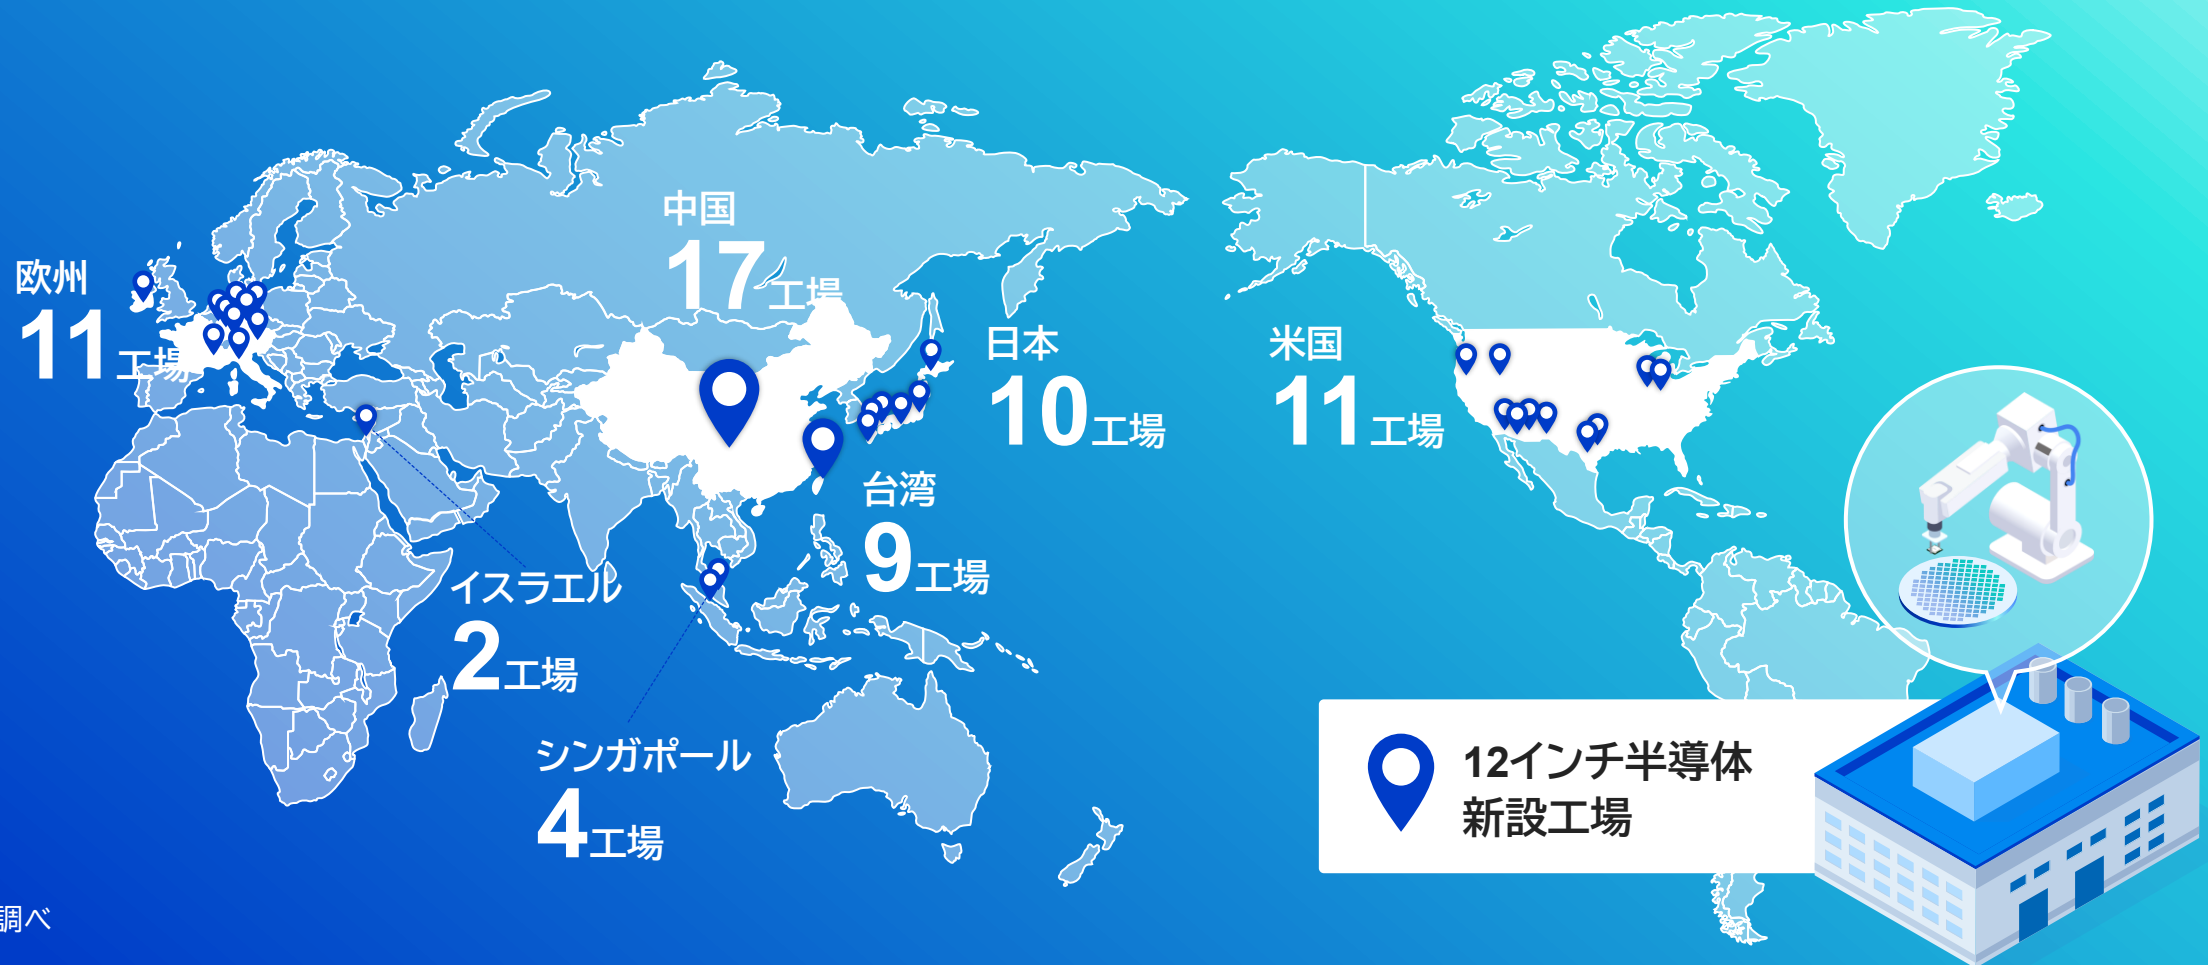 中国
17工場
欧州
11工場
日本
10工場
米国
11工場
台湾
9工場
イスラエル
2工場
シンガポール
4工場
12インチ半導体
新設工場
調べ